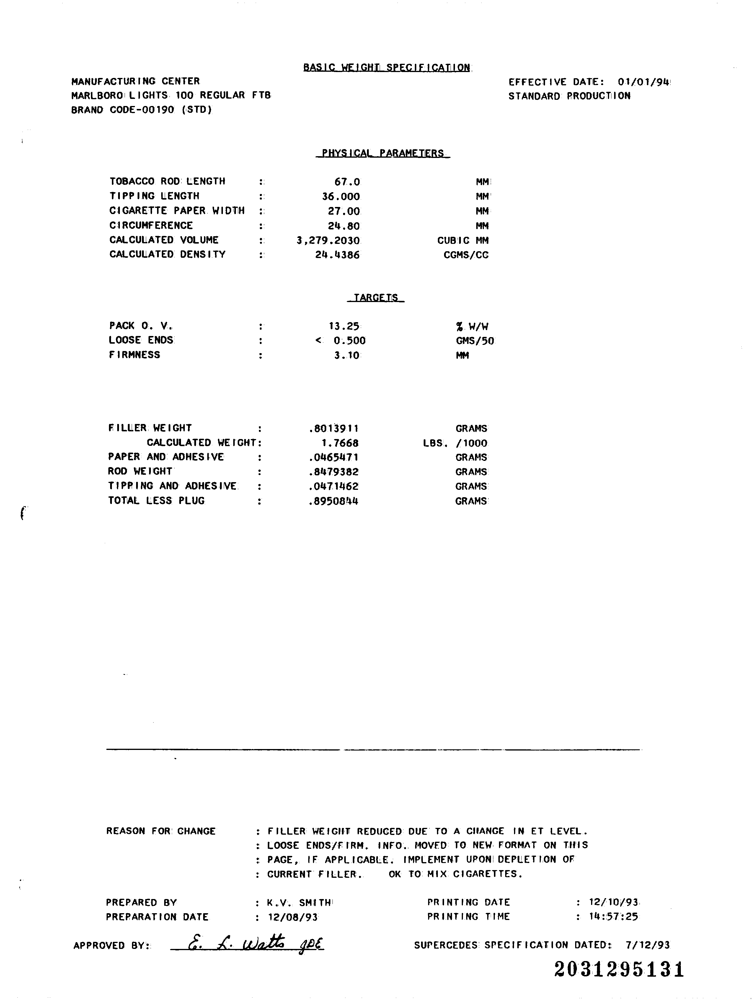 BASIC WEIGHT SPECIFICATION
MANUFACTURING CENTER EFFECTIVE DATE: 01/01/94
MARLBORO LIGHTS 100 REGULAR FTB STANDARD PRODUCTION
BRAND CODE-00190 (STD)
PHYSICAL PARAMETERS
TOBACCO ROD LENGTH : 67.0 MM
TIPPING LENGTH : 36.000 MM
CIGARETTE PAPER WIDTH : 27.00 MM
CIRCUMFERENCE : 24.80 MM
CALCULATED VOLUME : 3,279.2030 CUBIC MM
CALCULATED DENSITY : 24.4386 CGMS/CC
TARGETS
PACK O. V. : 13.25 % W/W
LOOSE ENDS : < 0.500 GMS/50
FIRMNESS : 3.10 MM
FILLER WEIGHT : .8013911 GRAMS
CALCULATED WEIGHT: 1.7668 LBS. /1000
PAPER AND ADHESIVE : .0465471 GRAMS
ROD WEIGHT : .8479382 GRAMS
TIPPING AND ADHESIVE : .0471462 GRAMS
TOTAL LESS PLUG : .8950844 GRAMS
REASON FOR CHANGE : FILLER WEIGHT REDUCED DUE TO A CHANGE IN ET LEVEL.
: LOOSE ENDS/FIRM. INFO. MOVED TO NEW FORMAT ON THIS
: PAGE, IF APPLICABLE. IMPLEMENT UPON DEPLETION OF
: CURRENT FILLER. OK TO MIX CIGARETTES.
PREPARED BY : K.V. SMITH PRINTING DATE : 12/10/93
PREPARATION DATE : 12/08/93 PRINTING TIME : 14:57:25
APPROVED BY: E. L. Watts JPE SUPERCEDES SPECIFICATION DATED: 7/12/93
2031295131